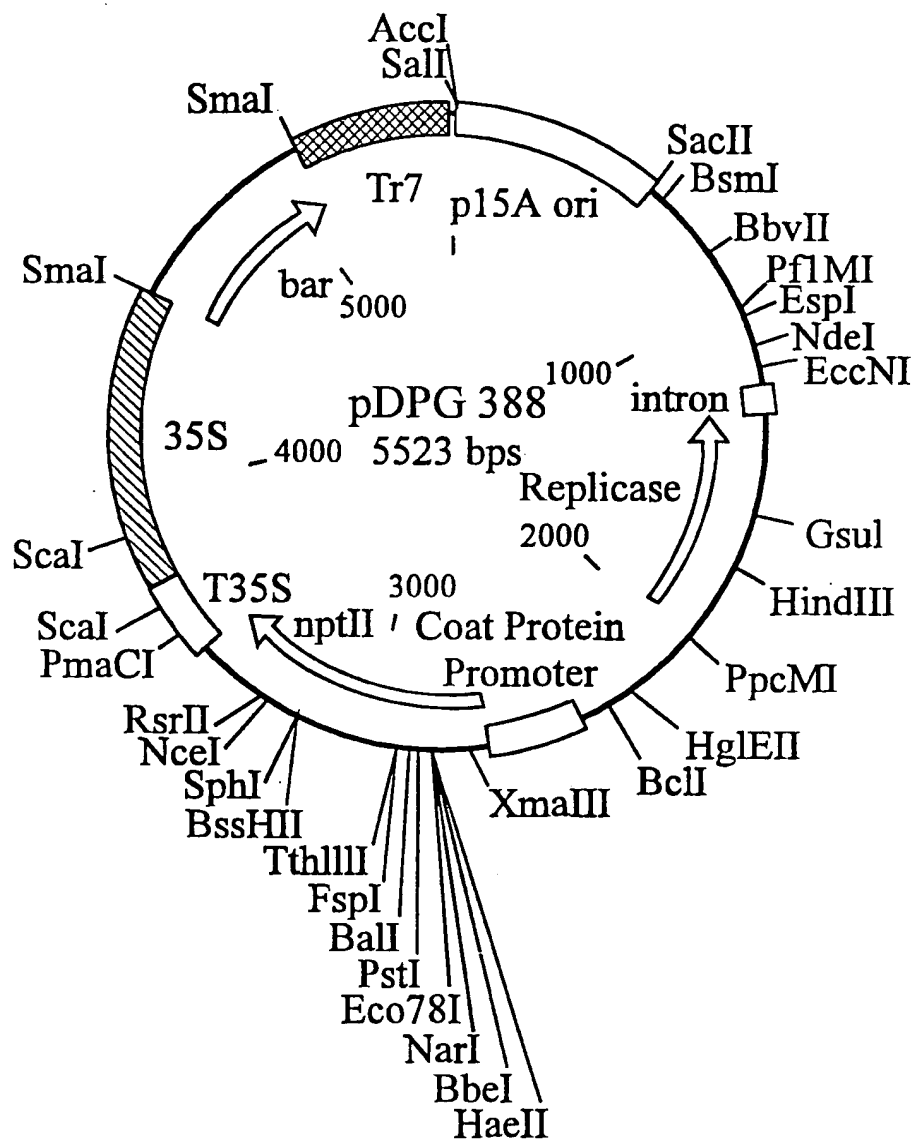 AccI
SalI
SmaI
SacII
BsmI
Tr7
p15A ori
BbvII
SmaI
bar
5000
Pf1MI
EspI
NdeI
EccNI
1000
intron
pDPG 388
5523 bps
35S
4000
Replicase
2000
GsuI
HindIII
ScaI
T35S
3000
nptII
Coat Protein
Promoter
ScaI
PmaCI
PpcMI
RsrII
NceI
HglEII
BclI
SphI
BssHII
XmaIII
TthlllI
FspI
BalI
PstI
Eco78I
NarI
BbeI
HaeII